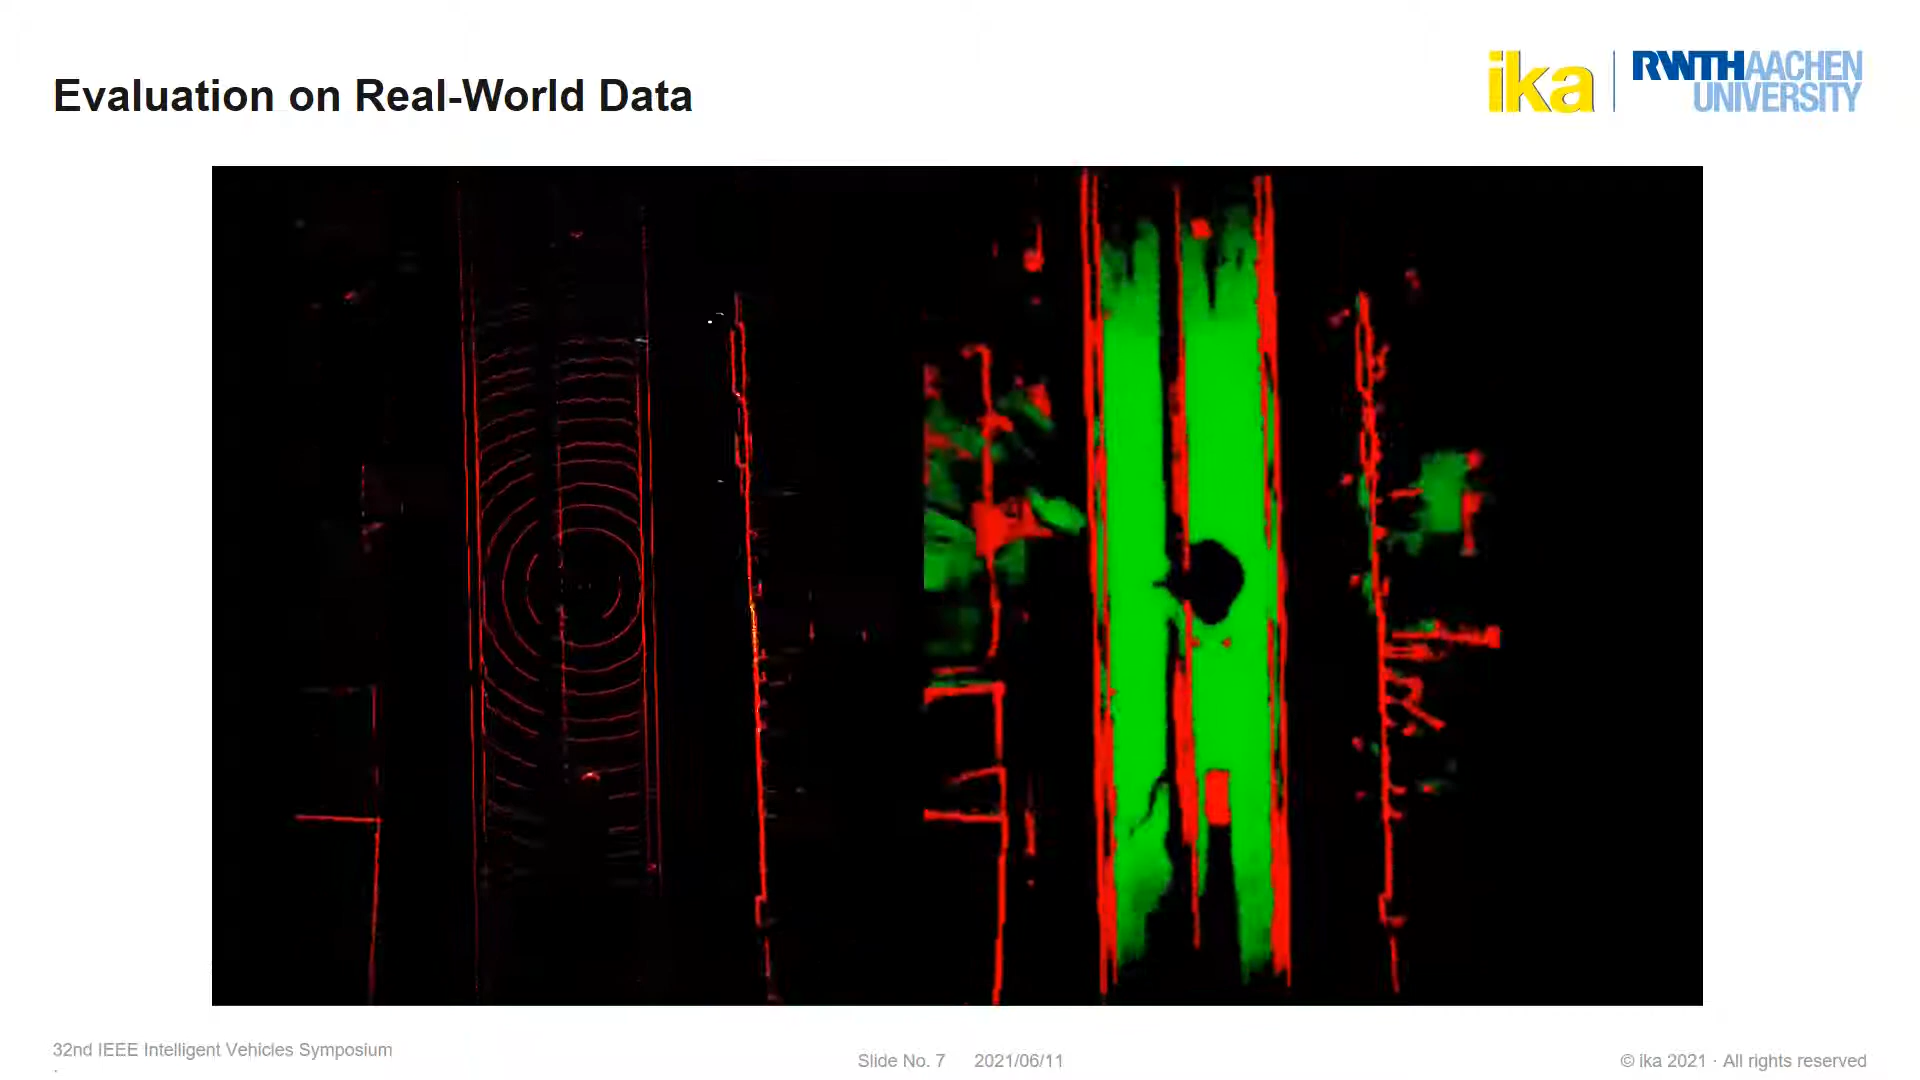 Evaluation on Real-World Data
ika
RWTHAACHEN
UNIVERSITY
32nd IEEE Intelligent Vehicles Symposium
.
Slide No. 7 2021/06/11
© ika 2021 · All rights reserved